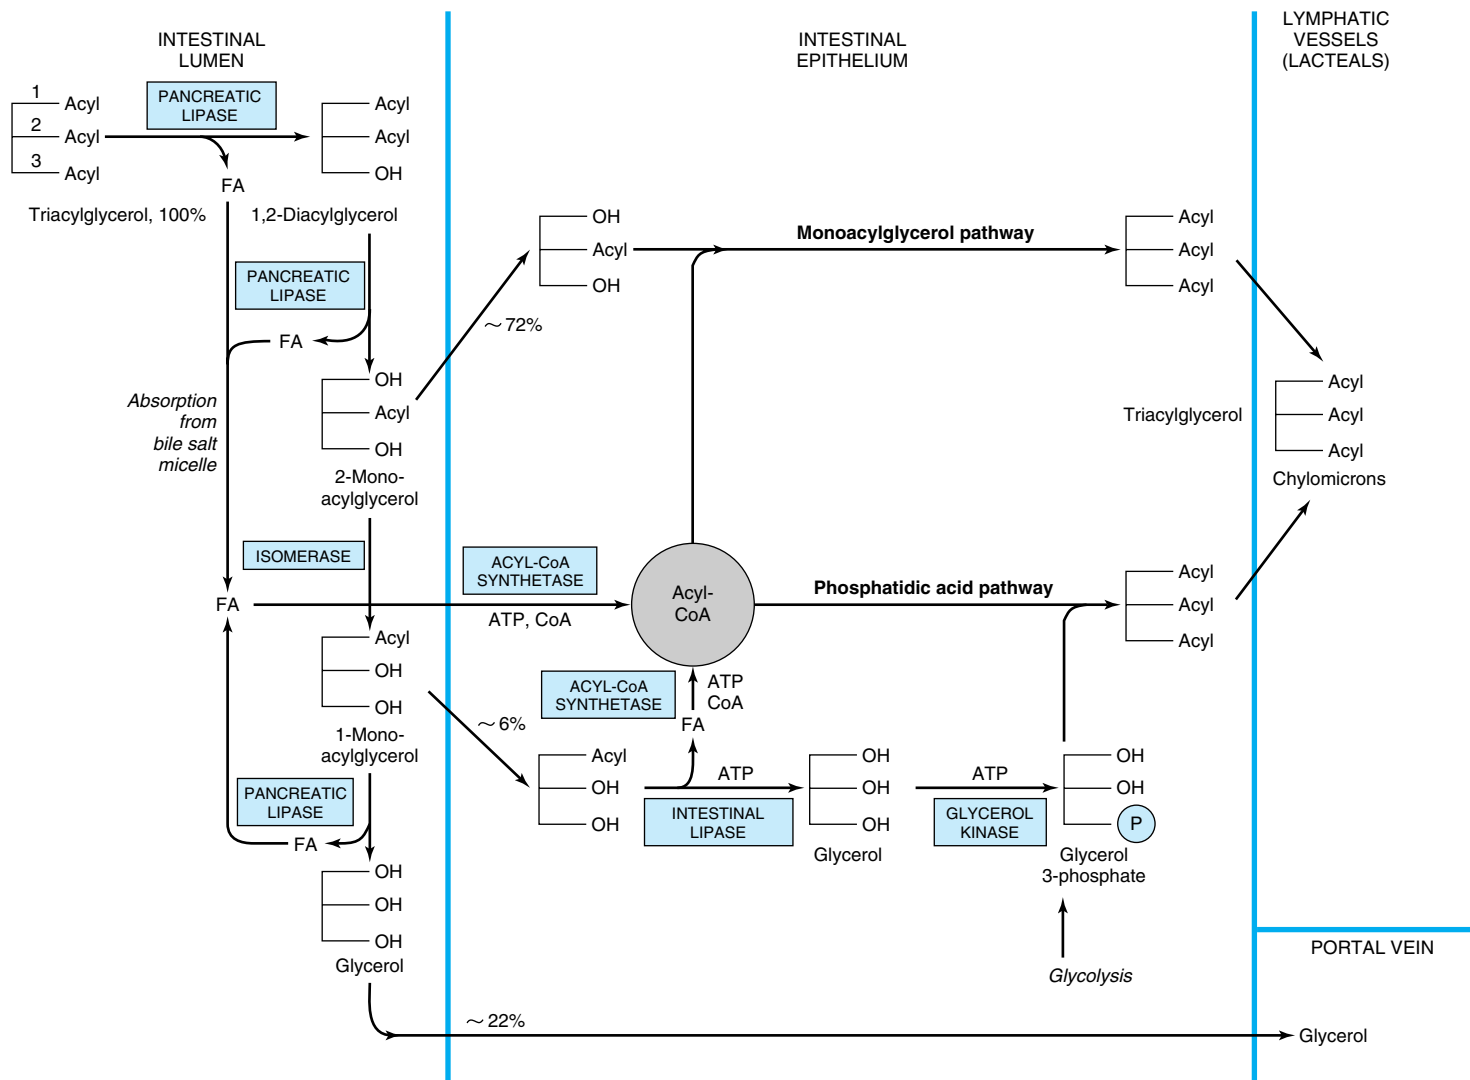 INTESTINAL
LUMEN
INTESTINAL
EPITHELIUM
LYMPHATIC
VESSELS
(LACTEALS)
1
Acyl
2
Acyl
3
Acyl
PANCREATIC
LIPASE
FA
Acyl
Acyl
OH
Triacylglycerol, 100%
1,2-Diacylglycerol
PANCREATIC
LIPASE
FA
OH
Acyl
OH
2-Mono-
acylglycerol
Absorption
from
bile salt
micelle
~72%
OH
Acyl
OH
Monoacylglycerol pathway
Acyl
Acyl
Acyl
Triacylglycerol
Acyl
Acyl
Acyl
Chylomicrons
ISOMERASE
FA
ACYL-CoA
SYNTHETASE
ATP, CoA
Acyl-
CoA
Phosphatidic acid pathway
Acyl
Acyl
Acyl
Acyl
OH
OH
1-Mono-
acylglycerol
~6%
ACYL-CoA
SYNTHETASE
ATP
CoA
FA
Acyl
OH
OH
ATP
INTESTINAL
LIPASE
OH
OH
OH
Glycerol
ATP
GLYCEROL
KINASE
OH
OH
P
Glycerol
3-phosphate
Glycolysis
PANCREATIC
LIPASE
FA
OH
OH
OH
Glycerol
~22%
PORTAL VEIN
Glycerol